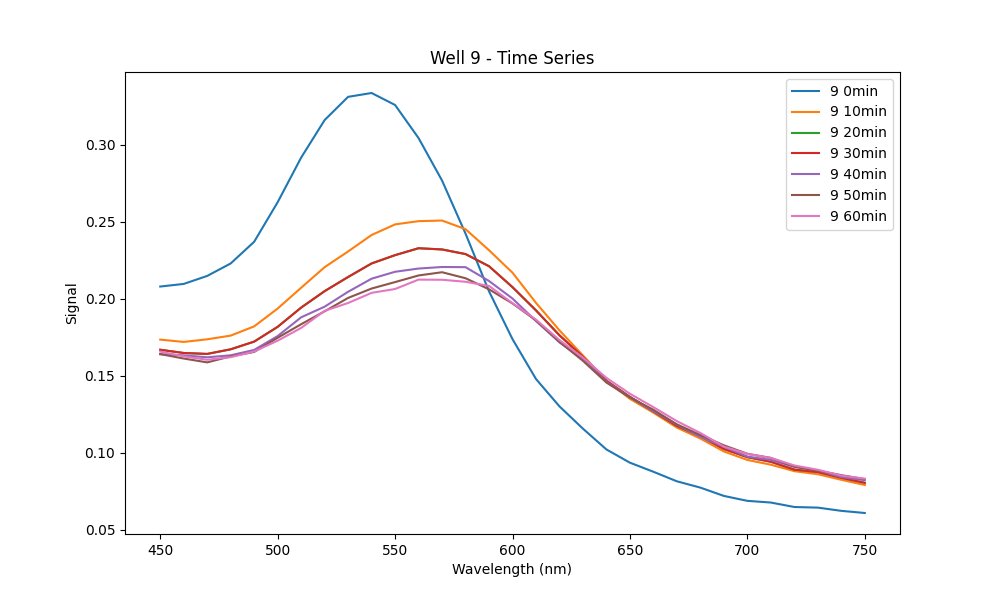 Well 9 - Time Series
Signal
0.30
0.25
0.20
0.15
0.10
0.05
450 500 550 600 650 700 750
Wavelength (nm)
9 0min
9 10min
9 20min
9 30min
9 40min
9 50min
9 60min